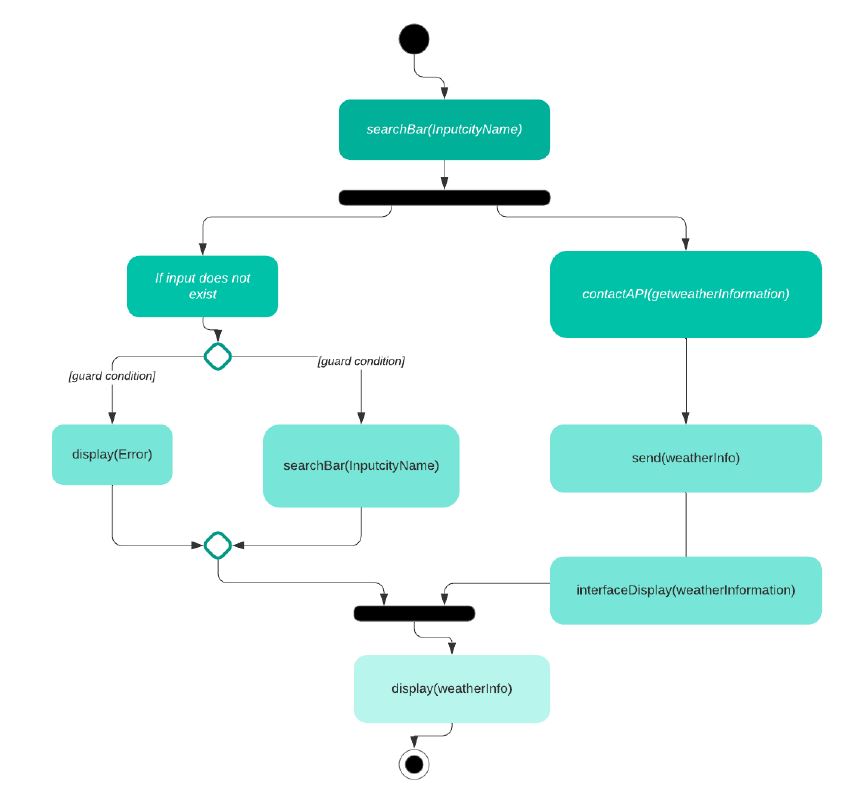 searchBar(InputcityName)
If input does not
exist
contactAPI(getweatherInformation)
[guard condition]
[guard condition]
display(Error)
searchBar(InputcityName)
send(weatherInfo)
interfaceDisplay(weatherInformation)
display(weatherInfo)